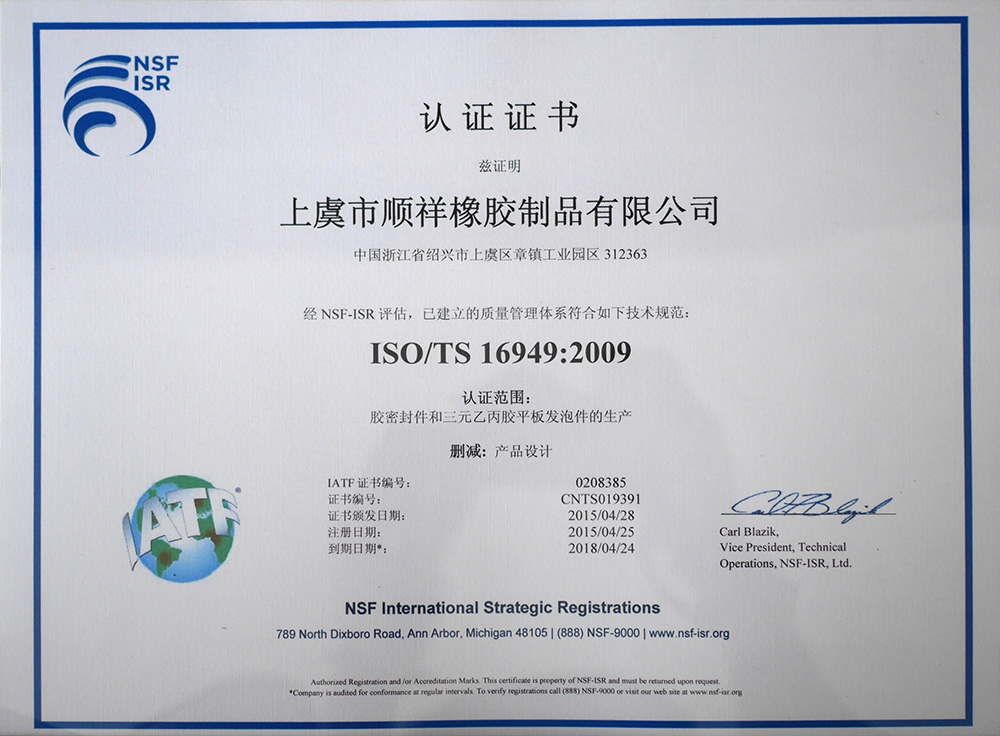 NSF
ISR
认证证书
兹证明
上虞市顺祥橡胶制品有限公司
中国浙江省绍兴市上虞区章镇工业园区 312363
经 NSF-ISR 评估，已建立的质量管理体系符合如下技术规范：
ISO/TS 16949:2009
认证范围：
胶密封件和三元乙丙胶平板发泡件的生产
删减: 产品设计
IATF 证书编号： 0208385
证书编号： CNTS019391
证书颁发日期： 2015/04/28
注册日期： 2015/04/25
到期日期*： 2018/04/24
IATF®
Carl Blazik,
Vice President, Technical
Operations, NSF-ISR, Ltd.
NSF International Strategic Registrations
789 North Dixboro Road, Ann Arbor, Michigan 48105 | (888) NSF-9000 | www.nsf-isr.org
Authorized Registration and /or Accreditation Marks. This certificate is property of NSF-ISR and must be returned upon request.
*Company is audited for conformance at regular intervals. To verify registrations call (888) NSF-9000 or visit our web site at www.nsf-isr.org